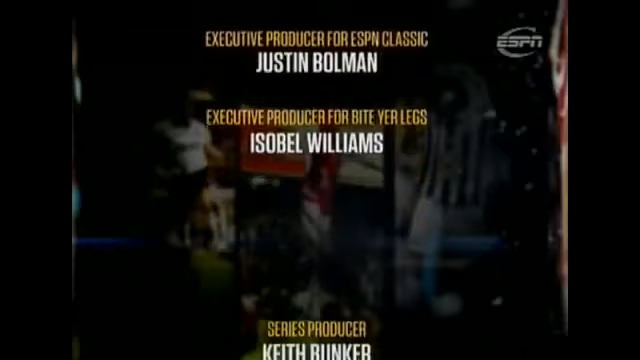 EXECUTIVE PRODUCER FOR ESPN CLASSIC
ESPN
JUSTIN BOLMAN
EXECUTIVE PRODUCER FOR BITE YER LEGS
ISOBEL WILLIAMS
SERIES PRODUCER
KEITH BUNKER